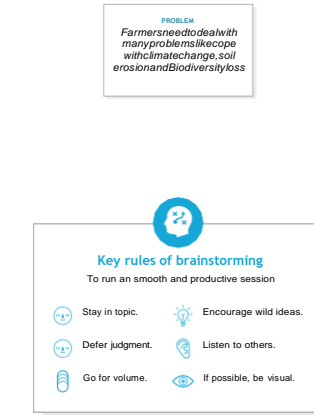 PROBLEM
Farmersneedtodealwith
manyproblemslikecope
withclimatechange,soil
erosionandBiodiversityloss
Key rules of brainstorming
To run an smooth and productive session
Stay in topic.
Encourage wild ideas.
Defer judgment.
Listen to others.
Go for volume.
If possible, be visual.